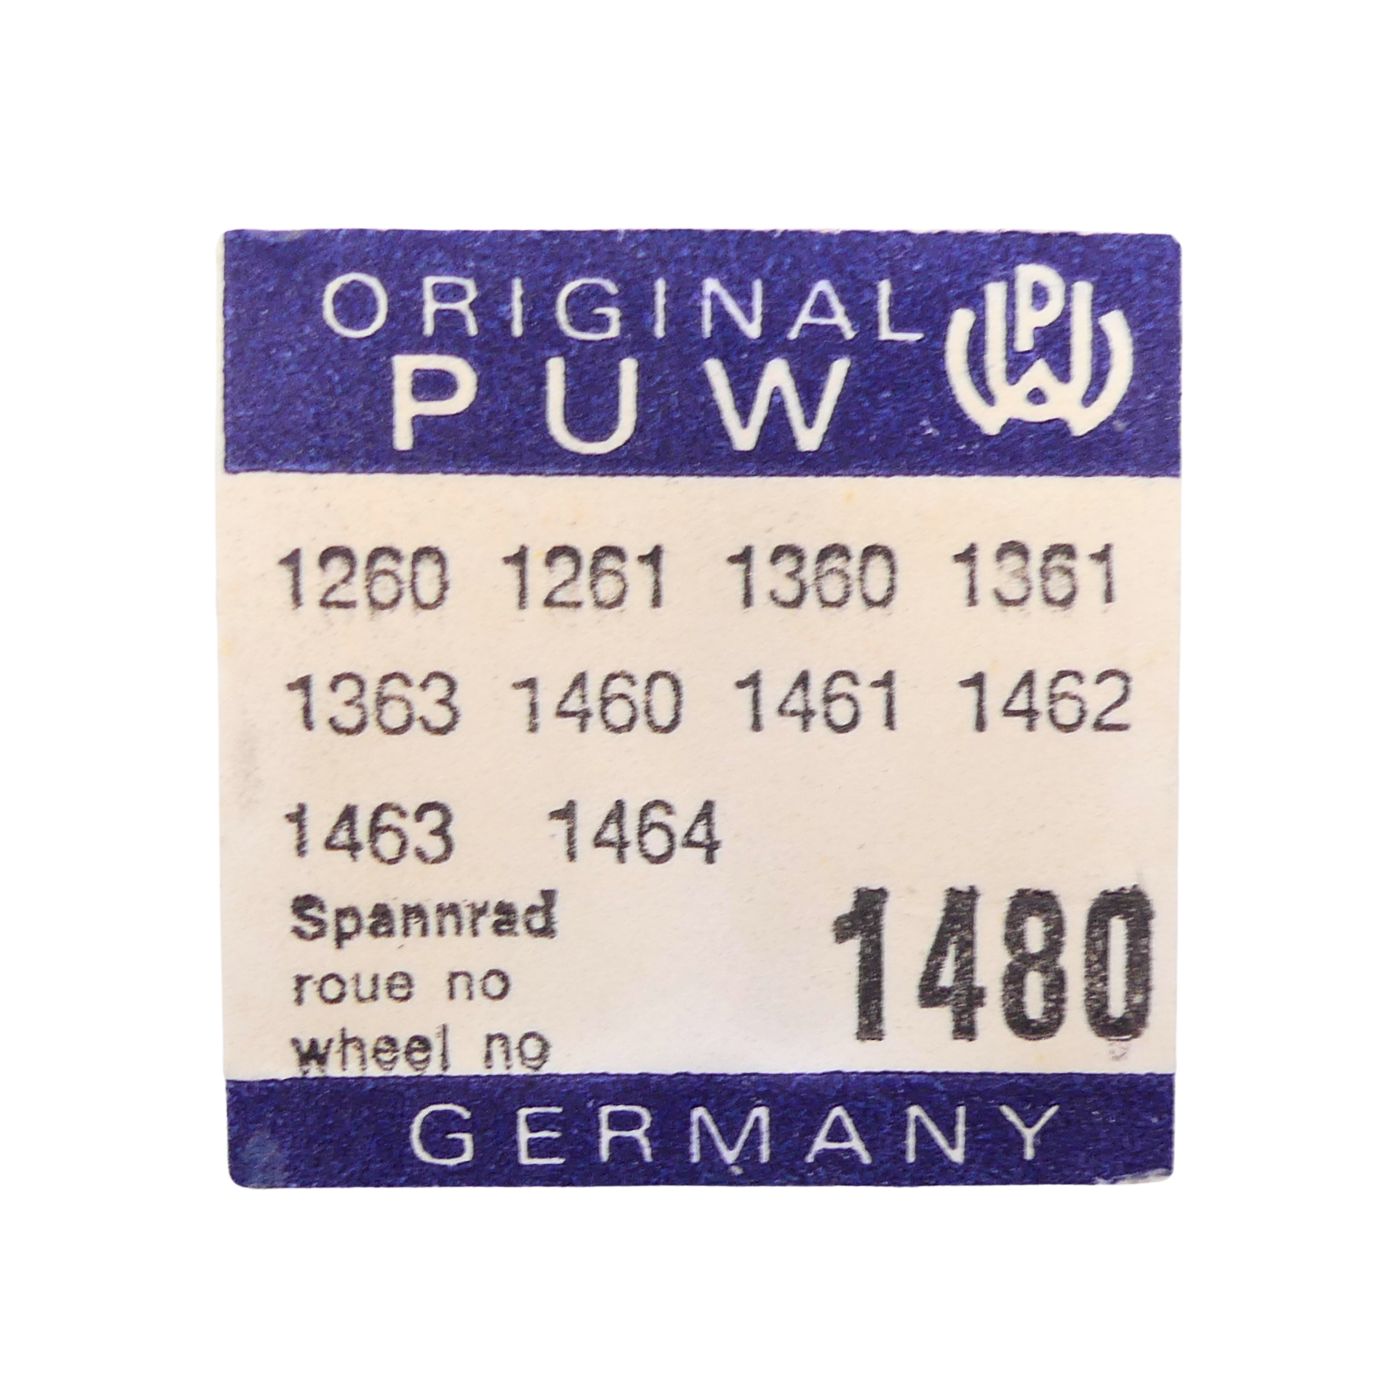 ORIGINAL
PUW
1260 1261 1360 1361
1363 1460 1461 1462
1463 1464
Spannrad
roue no
wheel no
1480
GERMANY